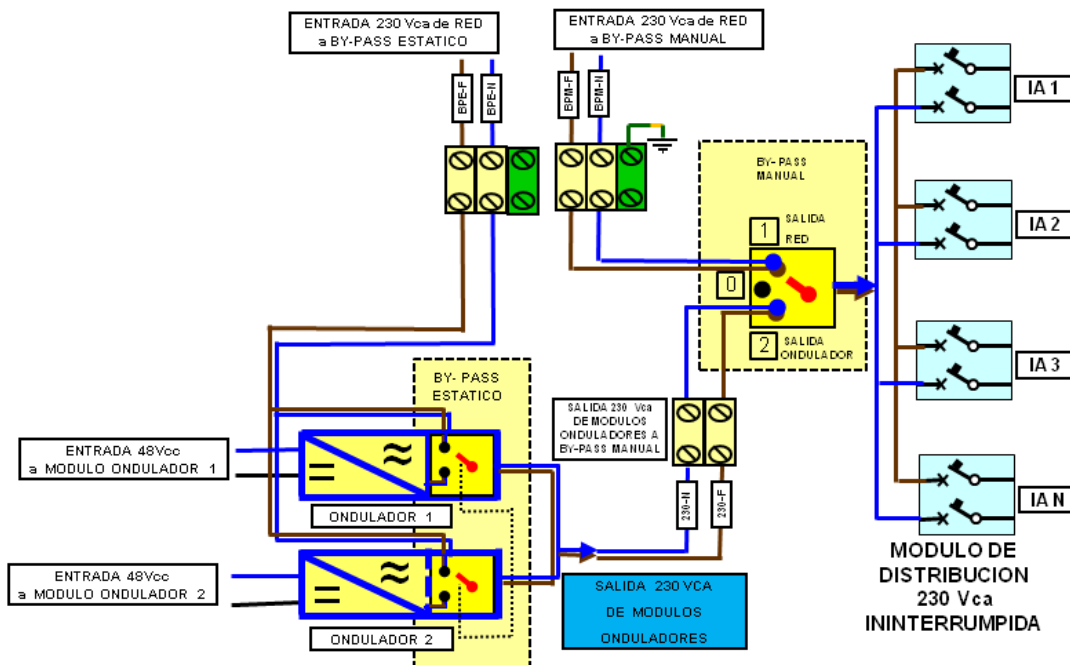 ENTRADA 230 Vca de RED
a BY-PASS ESTATICO
ENTRADA 230 Vca de RED
a BY-PASS MANUAL
BPE-F
BPE-N
BPM-F
BPM-N
IA 1
BY-PASS
MANUAL
1
SALIDA
RED
0
2
SALIDA
ONDULADOR
IA 2
IA 3
IA N
BY- PASS
ESTATICO
SALIDA 230 Vca
DE MODULOS
ONDULADORES A
BY-PASS MANUAL
ENTRADA 48Vcc
a MODULO ONDULADOR 1
ONDULADOR 1
230-N
230-F
ENTRADA 48Vcc
a MODULO ONDULADOR 2
ONDULADOR 2
SALIDA 230 VCA
DE MODULOS
ONDULADORES
MODULO DE
DISTRIBUCION
230 Vca
ININTERRUMPIDA